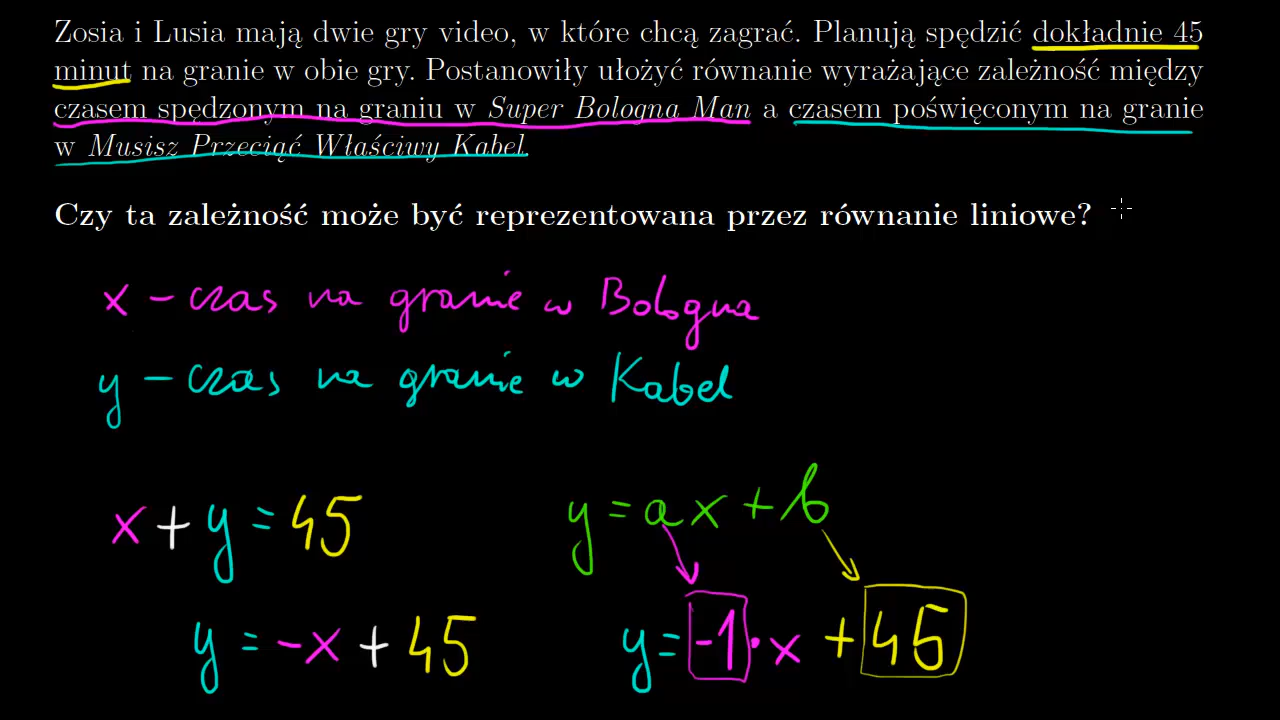 Zosia i Lusia mają dwie gry video, w które chcą zagrać. Planują spędzić dokładnie 45
minut na granie w obie gry. Postanowiły ułożyć równanie wyrażające zależność między
czasem spędzonym na graniu w Super Bologna Man a czasem poświęconym na granie
w Musisz Przeciąć Właściwy Kabel.
Czy ta zależność może być reprezentowana przez równanie liniowe?
x – czas na granie w Bologna
y – czas na granie w Kabel
x + y = 45
y = ax + b
y = -x + 45
y = -1 · x + 45